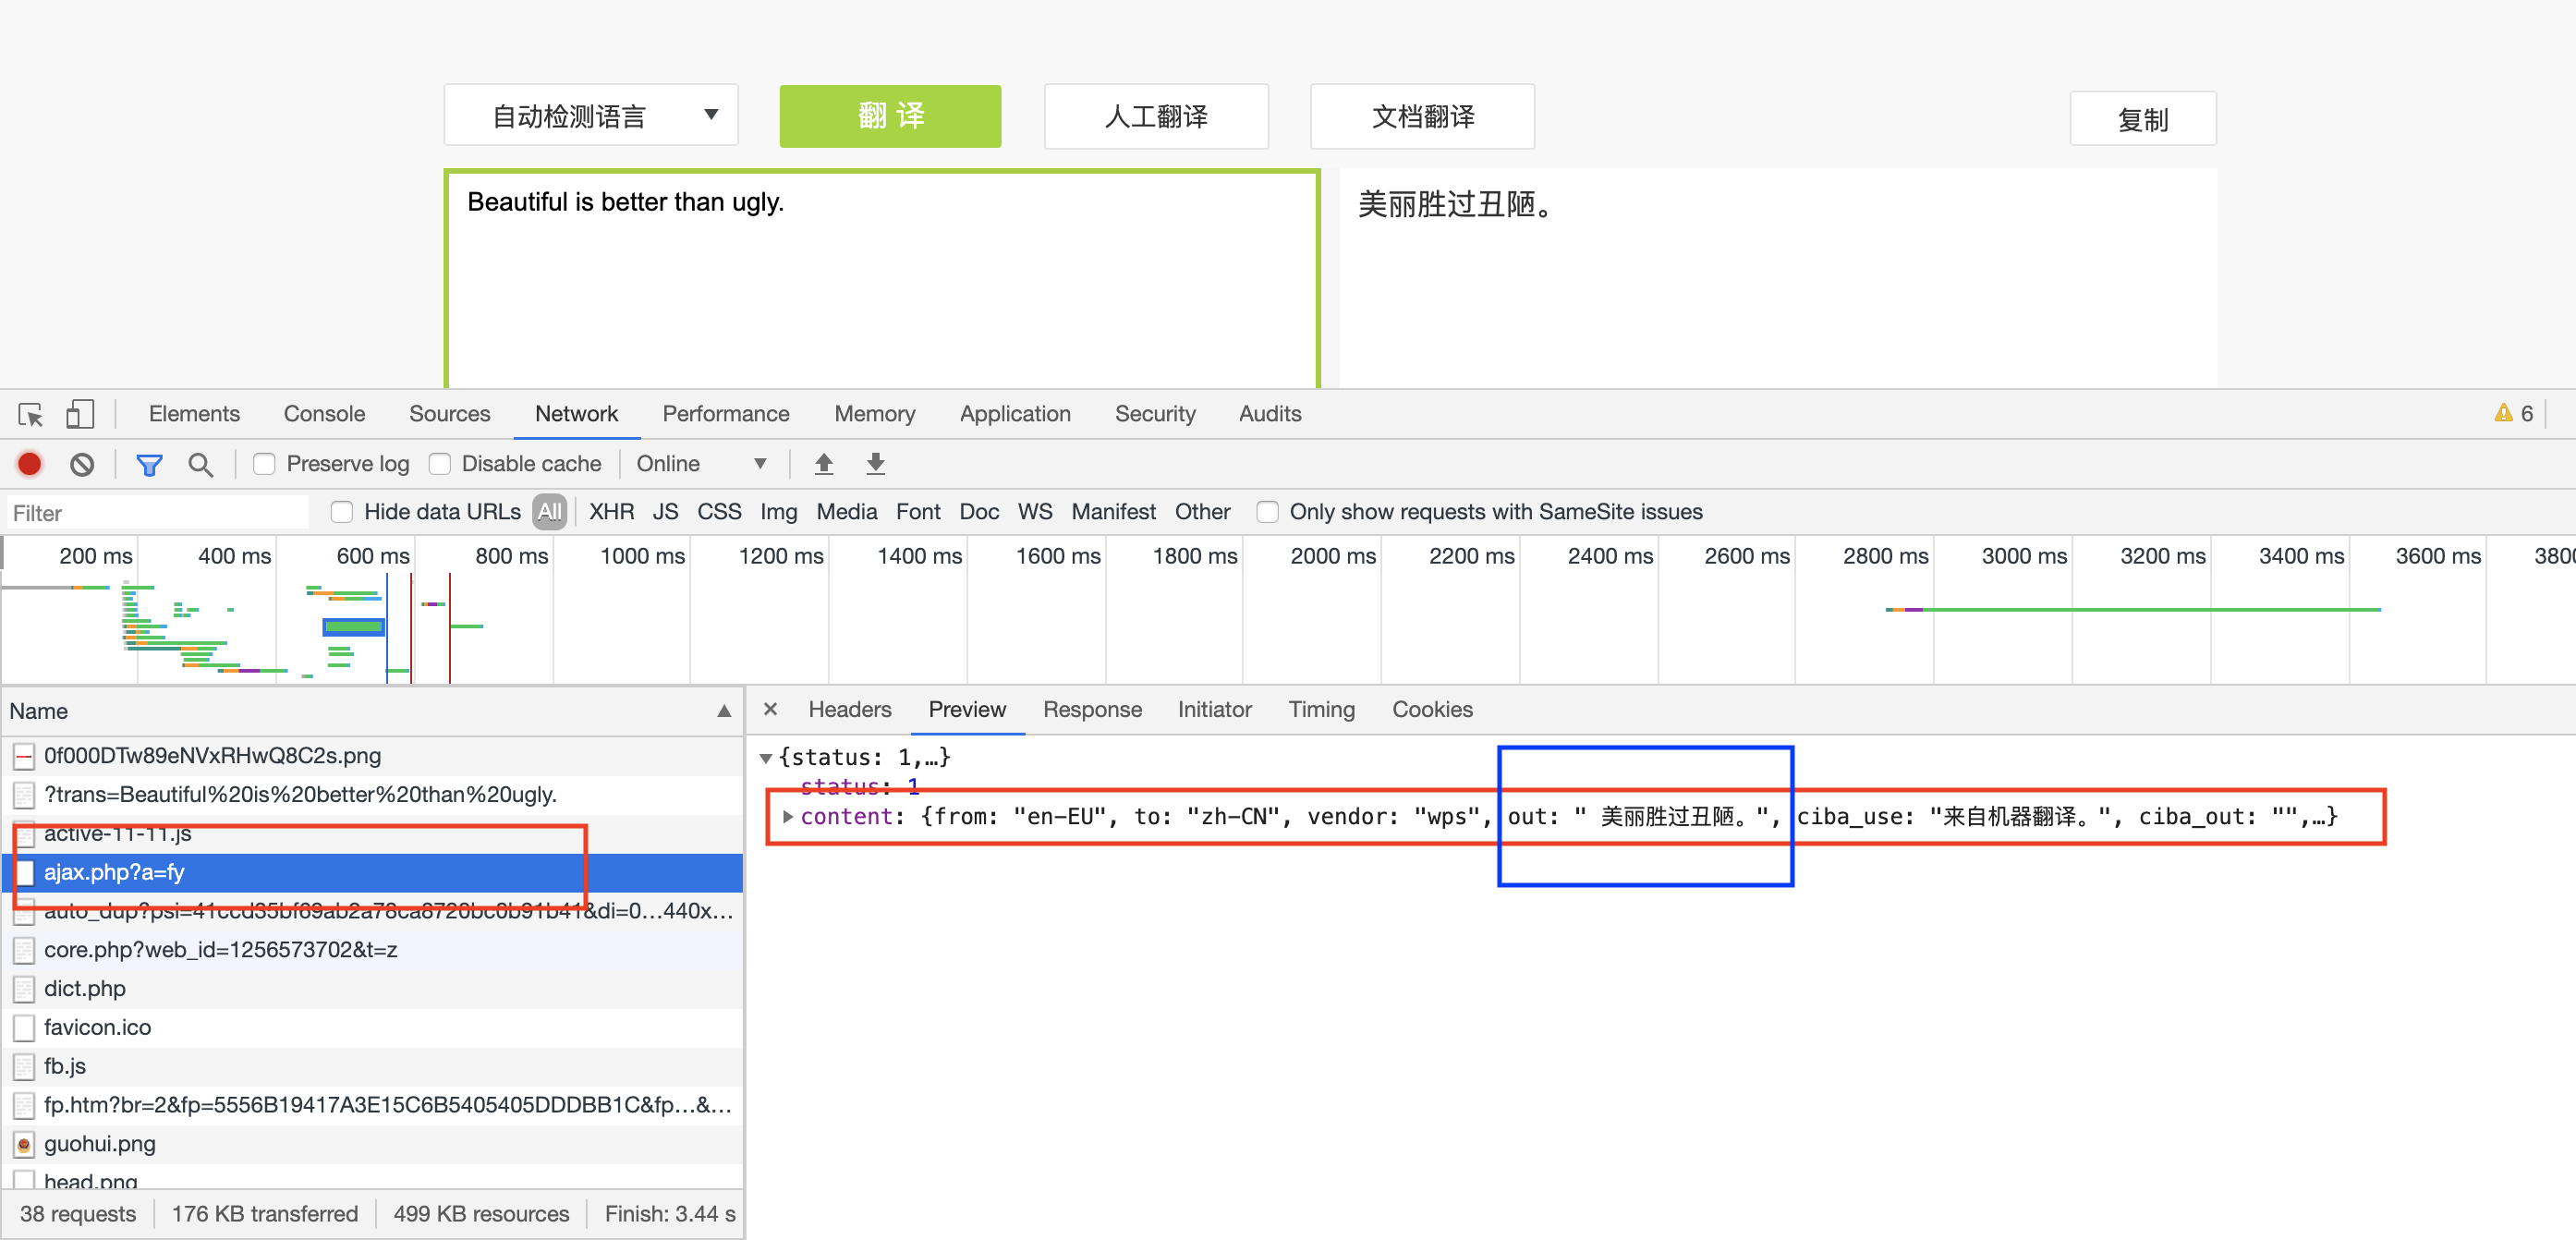 自动检测语言 翻 译 人工翻译 文档翻译 复制
Beautiful is better than ugly.
美丽胜过丑陋。
Elements Console Sources Network Performance Memory Application Security Audits 6
Preserve log Disable cache Online
Filter Hide data URLs All XHR JS CSS Img Media Font Doc WS Manifest Other Only show requests with SameSite issues
200 ms 400 ms 600 ms 800 ms 1000 ms 1200 ms 1400 ms 1600 ms 1800 ms 2000 ms 2200 ms 2400 ms 2600 ms 2800 ms 3000 ms 3200 ms 3400 ms 3600 ms 380
Name
0f000DTw89eNVxRHwQ8C2s.png
?trans=Beautiful%20is%20better%20than%20ugly.
active-11-11.js
ajax.php?a=fy
auto_dup?psi=41ccd35bf69ab2a78ca8720bc0b91b41&di=0…440x…
core.php?web_id=1256573702&t=z
dict.php
favicon.ico
fb.js
fp.htm?br=2&fp=5556B19417A3E15C6B5405405DDDBB1C&fp…&…
guohui.png
head.png
38 requests 176 KB transferred 499 KB resources Finish: 3.44 s
× Headers Preview Response Initiator Timing Cookies
{status: 1,…}
status: 1
content: {from: "en-EU", to: "zh-CN", vendor: "wps", out: " 美丽胜过丑陋。", ciba_use: "来自机器翻译。", ciba_out: "",…}